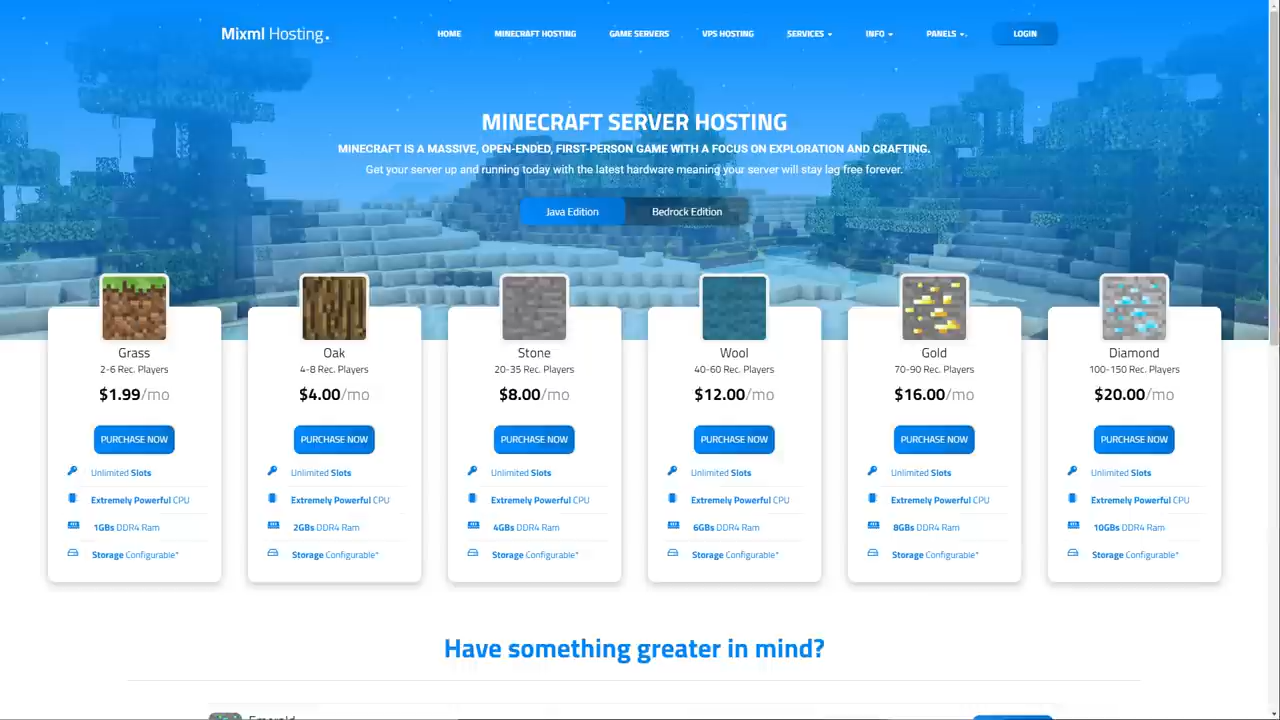 Mixml Hosting.
HOME
MINECRAFT HOSTING
GAME SERVERS
VPS HOSTING
SERVICES
INFO
PANELS
LOGIN
MINECRAFT SERVER HOSTING
MINECRAFT IS A MASSIVE, OPEN-ENDED, FIRST-PERSON GAME WITH A FOCUS ON EXPLORATION AND CRAFTING.
Get your server up and running today with the latest hardware meaning your server will stay lag free forever.
Java Edition
Bedrock Edition
Grass
2-6 Rec. Players
$1.99/mo
PURCHASE NOW
Unlimited Slots
Extremely Powerful CPU
1GBs DDR4 Ram
Storage Configurable*
Oak
4-8 Rec. Players
$4.00/mo
PURCHASE NOW
Unlimited Slots
Extremely Powerful CPU
2GBs DDR4 Ram
Storage Configurable*
Stone
20-35 Rec. Players
$8.00/mo
PURCHASE NOW
Unlimited Slots
Extremely Powerful CPU
4GBs DDR4 Ram
Storage Configurable*
Wool
40-60 Rec. Players
$12.00/mo
PURCHASE NOW
Unlimited Slots
Extremely Powerful CPU
6GBs DDR4 Ram
Storage Configurable*
Gold
70-90 Rec. Players
$16.00/mo
PURCHASE NOW
Unlimited Slots
Extremely Powerful CPU
8GBs DDR4 Ram
Storage Configurable*
Diamond
100-150 Rec. Players
$20.00/mo
PURCHASE NOW
Unlimited Slots
Extremely Powerful CPU
10GBs DDR4 Ram
Storage Configurable*
Have something greater in mind?
Emerald